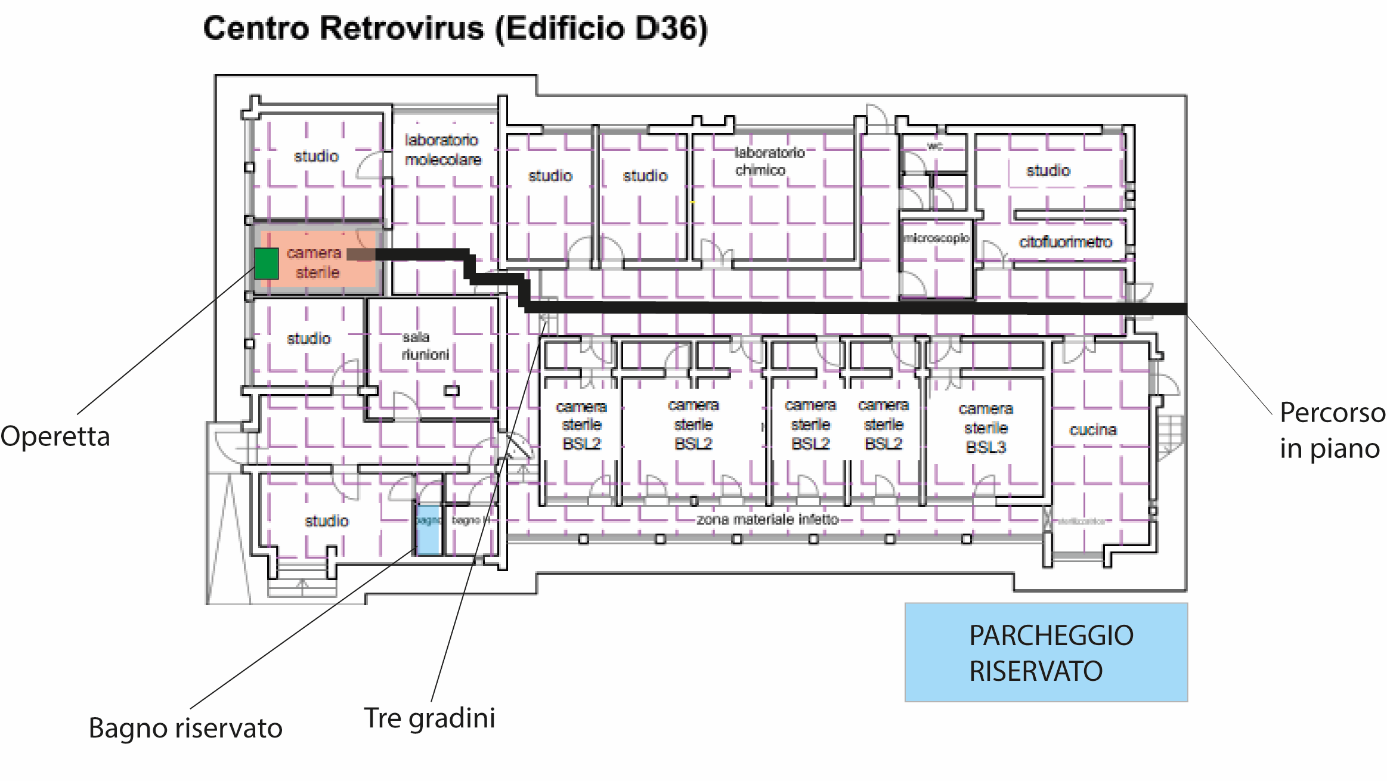 Centro Retrovirus (Edificio D36)
studio
laboratorio
molecolare
studio
studio
laboratorio
chimico
wc
studio
camera
sterile
microscopio
citofluorimetro
studio
sala
riunioni
camera
sterile
BSL2
camera
sterile
BSL2
camera
sterile
BSL2
camera
sterile
BSL2
camera
sterile
BSL3
cucina
Operetta
Percorso
in piano
studio
bagno
bagno H
zona materiale infetto
PARCHEGGIO
RISERVATO
Bagno riservato
Tre gradini